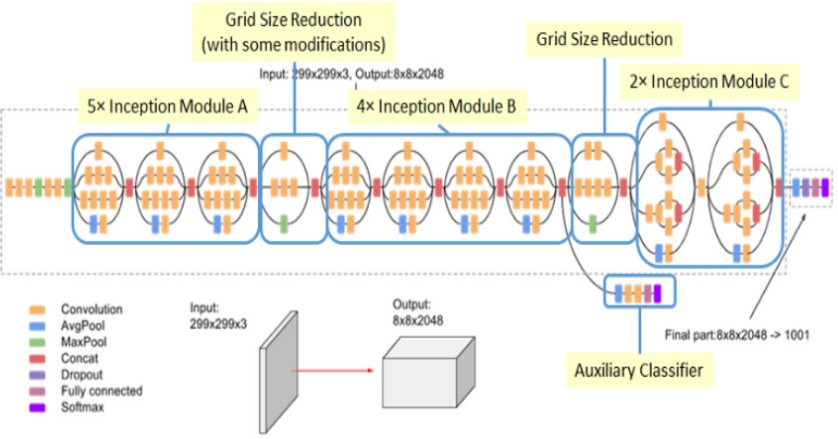 Grid Size Reduction
(with some modifications)
Grid Size Reduction
Input: 299x299x3, Output:8x8x2048
2× Inception Module C
5× Inception Module A
4× Inception Module B
Convolution
AvgPool
MaxPool
Concat
Dropout
Fully connected
Softmax
Input:
299x299x3
Output:
8x8x2048
Final part:8x8x2048 -> 1001
Auxiliary Classifier